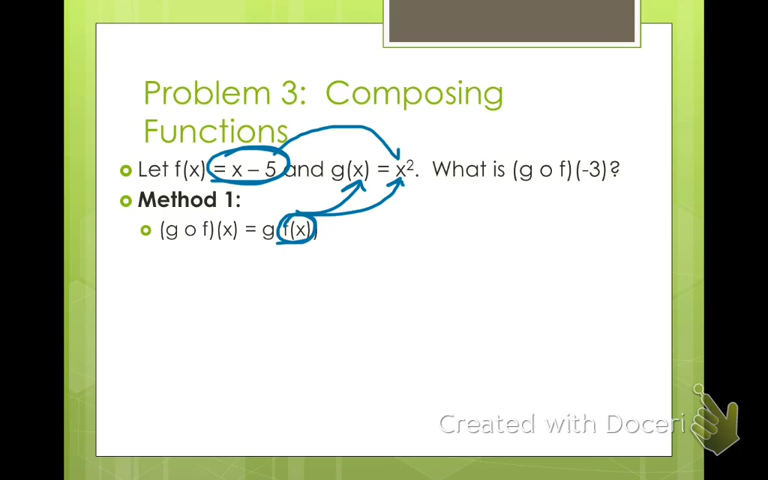 Problem 3: Composing
Functions
Let f(x) = x – 5 and g(x) = x². What is (g o f)(-3)?
Method 1:
(g o f)(x) = g(f(x))
Created with Doceri